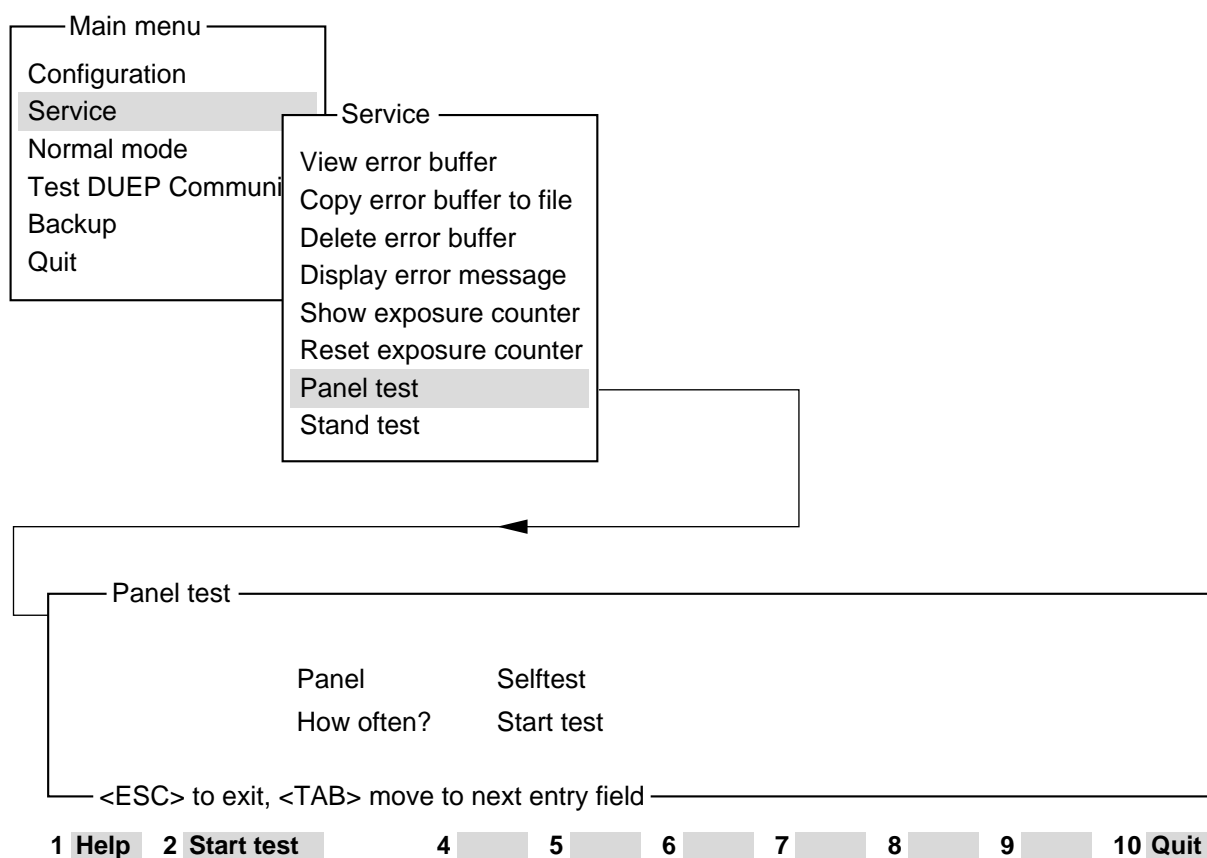 Main menu
Configuration
Service
Normal mode
Test DUEP Communi
Backup
Quit
Service
View error buffer
Copy error buffer to file
Delete error buffer
Display error message
Show exposure counter
Reset exposure counter
Panel test
Stand test
Panel test
Panel Selftest
How often? Start test
<ESC> to exit, <TAB> move to next entry field
1 Help 2 Start test 4 5 6 7 8 9 10 Quit